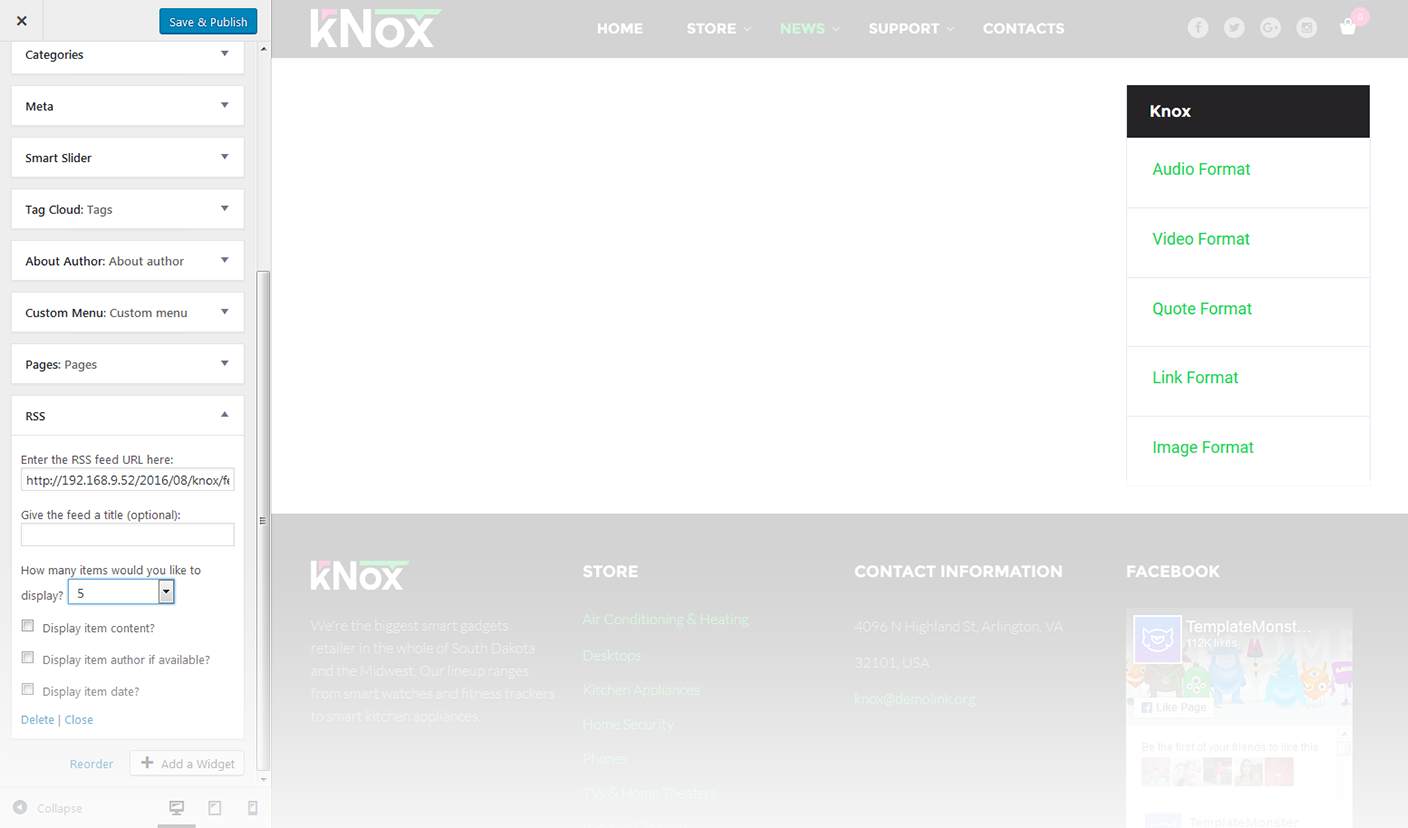 Save & Publish
Categories
Meta
Smart Slider
Tag Cloud: Tags
About Author: About author
Custom Menu: Custom menu
Pages: Pages
RSS
Enter the RSS feed URL here:
http://192.168.9.52/2016/08/knox/fe
Give the feed a title (optional):
How many items would you like to
display? 5
Display item content?
Display item author if available?
Display item date?
Delete | Close
Reorder
Add a Widget
Collapse
kNOX
HOME STORE NEWS SUPPORT CONTACTS
0
Knox
Audio Format
Video Format
Quote Format
Link Format
Image Format
kNOX
We're the biggest smart gadgets
retailer in the whole of South Dakota
and the Midwest. Our lineup ranges
from smart watches and fitness trackers
to smart kitchen appliances.
STORE
Air Conditioning & Heating
Desktops
Kitchen Appliances
Home Security
Phones
TVs & Home Theaters
CONTACT INFORMATION
4096 N Highland St, Arlington, VA
32101, USA
knox@demolink.org
FACEBOOK
TemplateMonst...
112K likes
Like Page
Be the first of your friends to like this
TemplateMonster